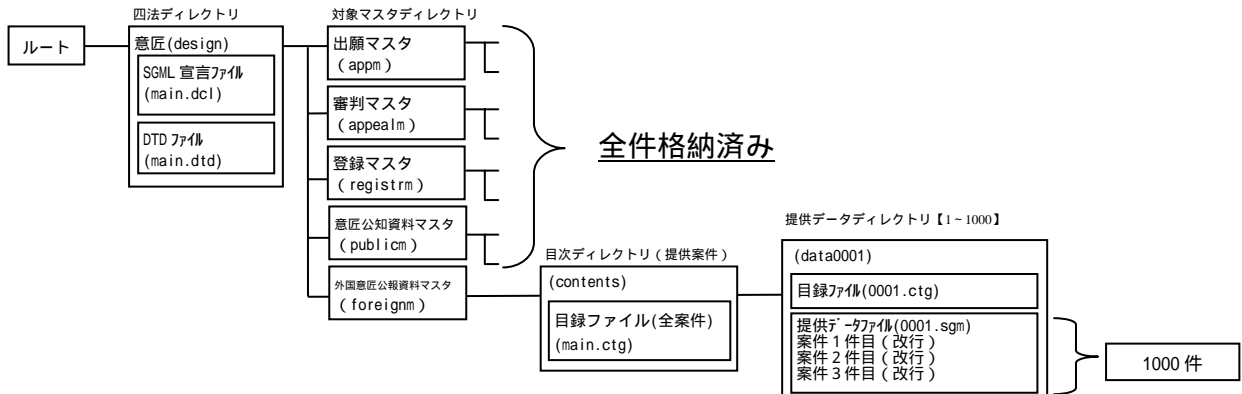 四法ディレクトリ
対象マスタディレクトリ
ルート
意匠(design)
SGML 宣言ファイル
(main.dcl)
DTD ファイル
(main.dtd)
出願マスタ
(appm)
審判マスタ
(appealm)
登録マスタ
(registrm)
意匠公知資料マスタ
(publicm)
外国意匠公報資料マスタ
(foreignm)
全件格納済み
目次ディレクトリ(提供案件)
(contents)
目録ファイル(全案件)
(main.ctg)
提供データディレクトリ【1~1000】
(data0001)
目録ファイル(0001.ctg)
提供データファイル(0001.sgm)
案件1件目(改行)
案件2件目(改行)
案件3件目(改行)
1000 件